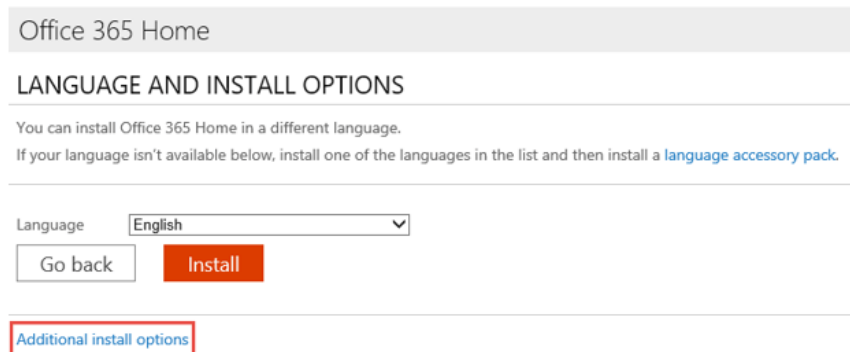 Office 365 Home
LANGUAGE AND INSTALL OPTIONS
You can install Office 365 Home in a different language.
If your language isn't available below, install one of the languages in the list and then install a language accessory pack.
Language English
Go back Install
Additional install options